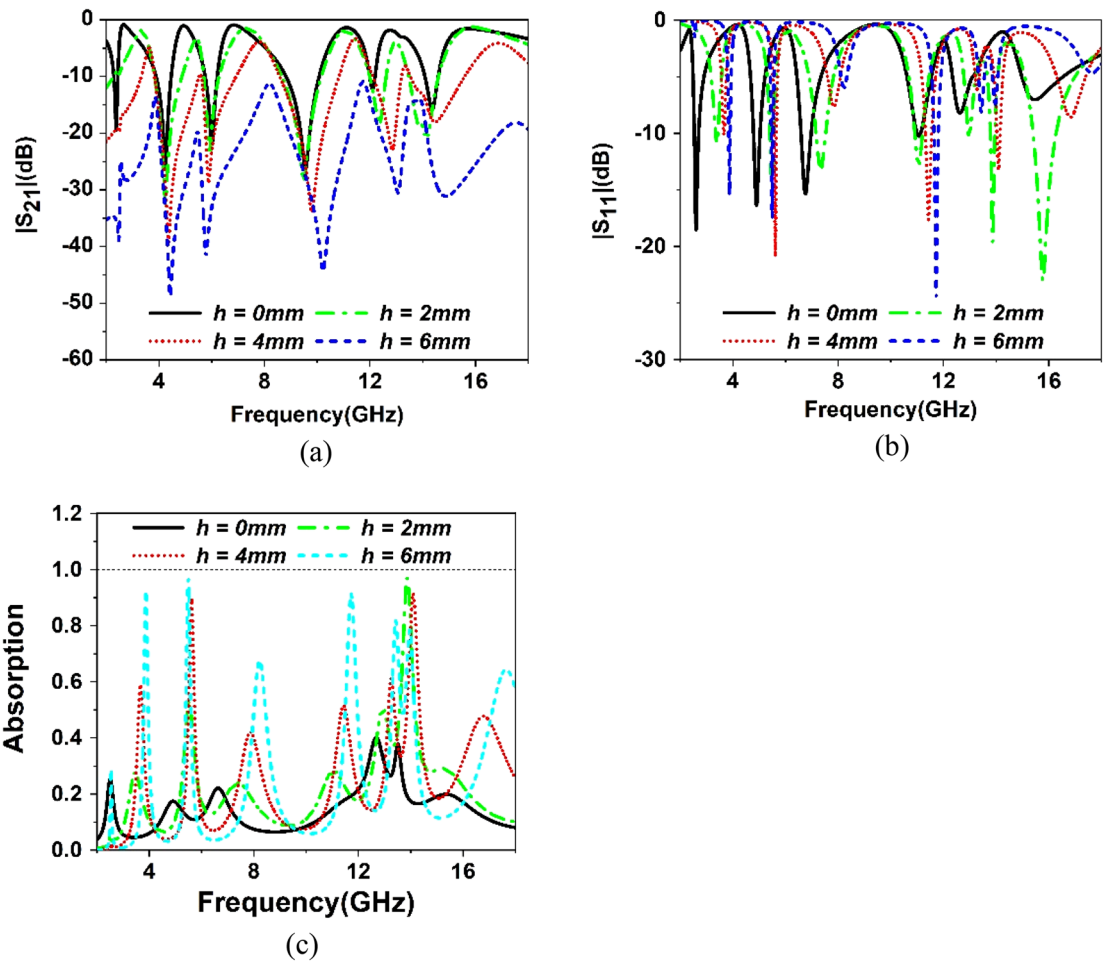 0
-10
-20
-30
-40
-50
-60
|S21|(dB)
h = 0mm h = 2mm
h = 4mm h = 6mm
4 8 12 16
Frequency(GHz)
(a)
0
-10
-20
-30
|S11|(dB)
h = 0mm h = 2mm
h = 4mm h = 6mm
4 8 12 16
Frequency(GHz)
(b)
1.2
1.0
0.8
0.6
0.4
0.2
0.0
Absorption
h = 0mm h = 2mm
h = 4mm h = 6mm
4 8 12 16
Frequency(GHz)
(c)